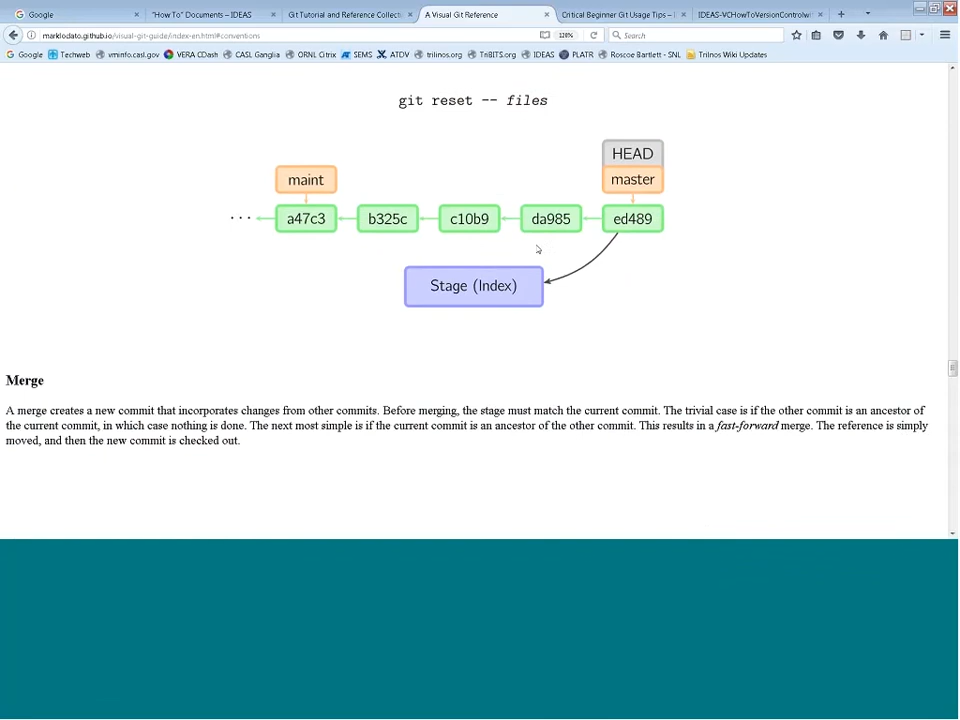 Google
"How To" Documents – IDEAS
Git Tutorial and Reference Collecti
A Visual Git Reference
Critical Beginner Git Usage Tips – I
IDEAS-VCHowToVersionControlwi
marklodato.github.io/visual-git-guide/index-en.html#conventions
120%
Search
Google
Techweb
vminfo.casl.gov
VERA CDash
CASL Ganglia
ORNL Citrix
SEMS
ATDV
trilinos.org
TriBITS.org
IDEAS
PLATR
Roscoe Bartlett - SNL
Trilnos Wiki Updates
git reset -- files
HEAD
maint
master
... a47c3 b325c c10b9 da985 ed489
Stage (Index)
Merge
A merge creates a new commit that incorporates changes from other commits. Before merging, the stage must match the current commit. The trivial case is if the other commit is an ancestor of
the current commit, in which case nothing is done. The next most simple is if the current commit is an ancestor of the other commit. This results in a fast-forward merge. The reference is simply
moved, and then the new commit is checked out.